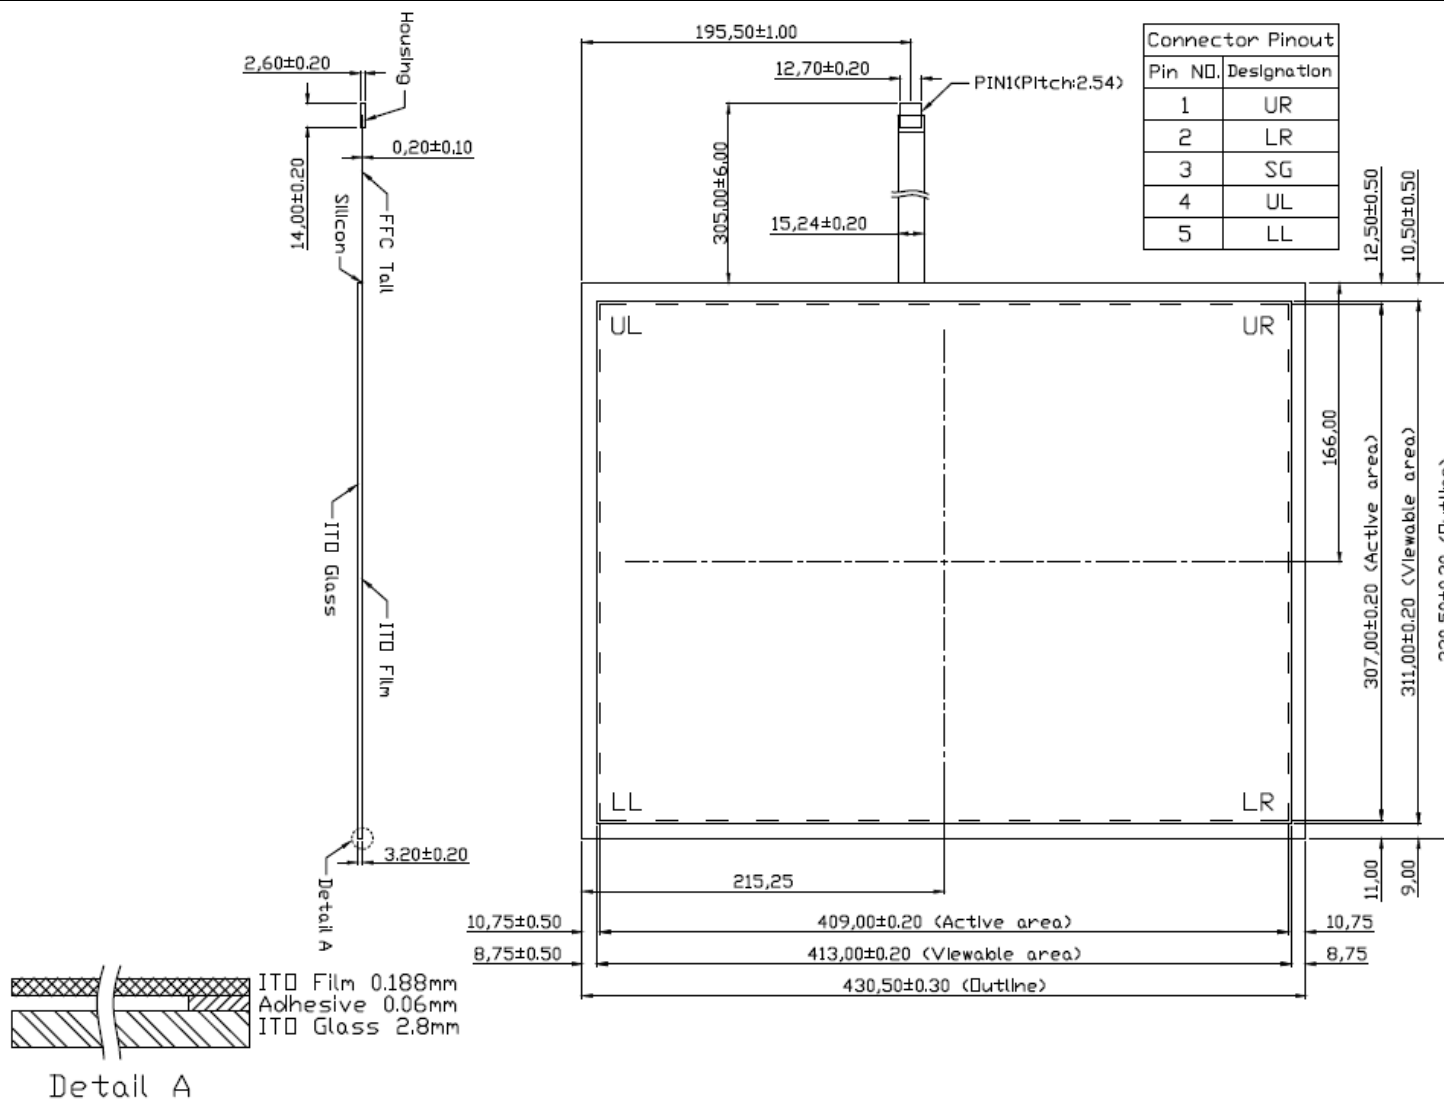 Housing
2,60±0.20
14,00±0.20
0,20±0.10
Silicon
FFC Tail
ITO Glass
ITO Film
3.20±0.20
Detail A
ITO Film 0.188mm
Adhesive 0.06mm
ITO Glass 2.8mm
Detail A
195,50±1.00
12,70±0.20
PIN1(Pitch:2.54)
305,00±6.00
15,24±0.20
Connector Pinout
Pin NO. Designation
1 UR
2 LR
3 SG
4 UL
5 LL
12,50±0.50
10,50±0.50
UL
UR
LL
LR
166,00
307,00±0.20 (Active area)
311,00±0.20 (Viewable area)
11,00
9,00
215,25
10,75±0.50
409,00±0.20 (Active area)
10,75
8,75±0.50
413,00±0.20 (Viewable area)
8,75
430,50±0.30 (Outline)